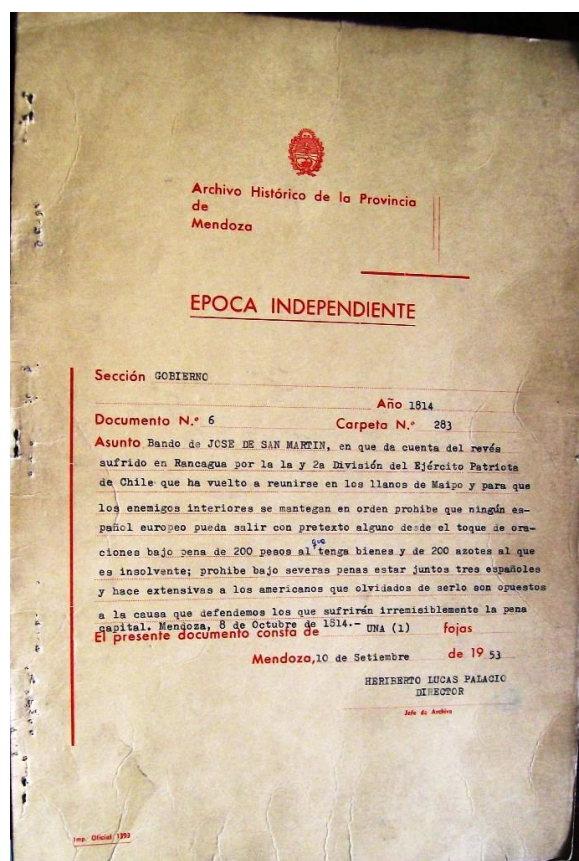 Archivo Histórico de la Provincia
de
Mendoza
EPOCA INDEPENDIENTE
Sección GOBIERNO
Año 1814
Documento N.º 6 Carpeta N.º 283
Asunto Bando de JOSE DE SAN MARTIN, en que da cuenta del revés
sufrido en Rancagua por la la y 2a División del Ejército Patriota
de Chile que ha vuelto a reunirse en los llanos de Maipo y para que
los enemigos interiores se mantegan en orden prohibe que ningún es-
pañol europeo pueda salir con pretexto alguno desde el toque de ora-
ciones bajo pena de 200 pesos al que tenga bienes y de 200 azotes al que
es insolvente; prohibe bajo severas penas estar juntos tres españoles
y hace extensivas a los americanos que olvidados de serlo son opuestos
a la causa que defendemos los que sufrirán irremisiblemente la pena
capital. Mendoza, 8 de Octubre de 1814.-
El presente documento consta de UNA (1) fojas
Mendoza, 10 de Setiembre de 19 53
HERIBERTO LUCAS PALACIO
DIRECTOR
Jefe de Archivo
Imp. Oficial 1392